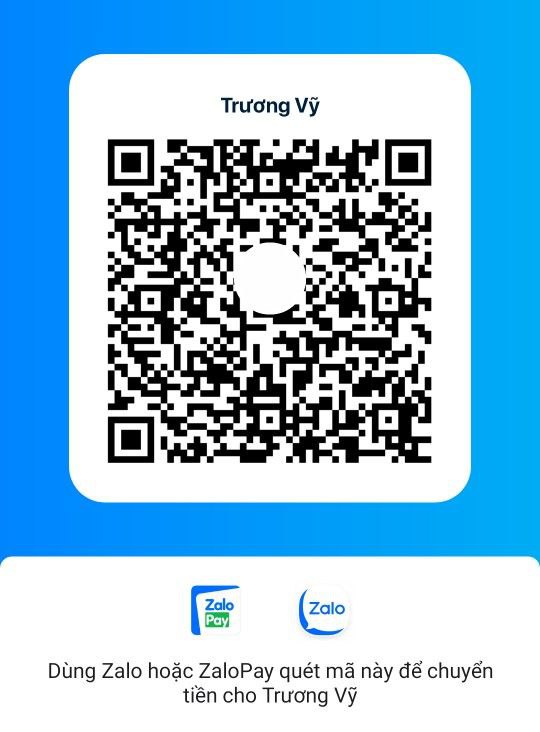 Trương Vỹ
Zalo
Pay
Zalo
Dùng Zalo hoặc ZaloPay quét mã này để chuyển
tiền cho Trương Vỹ